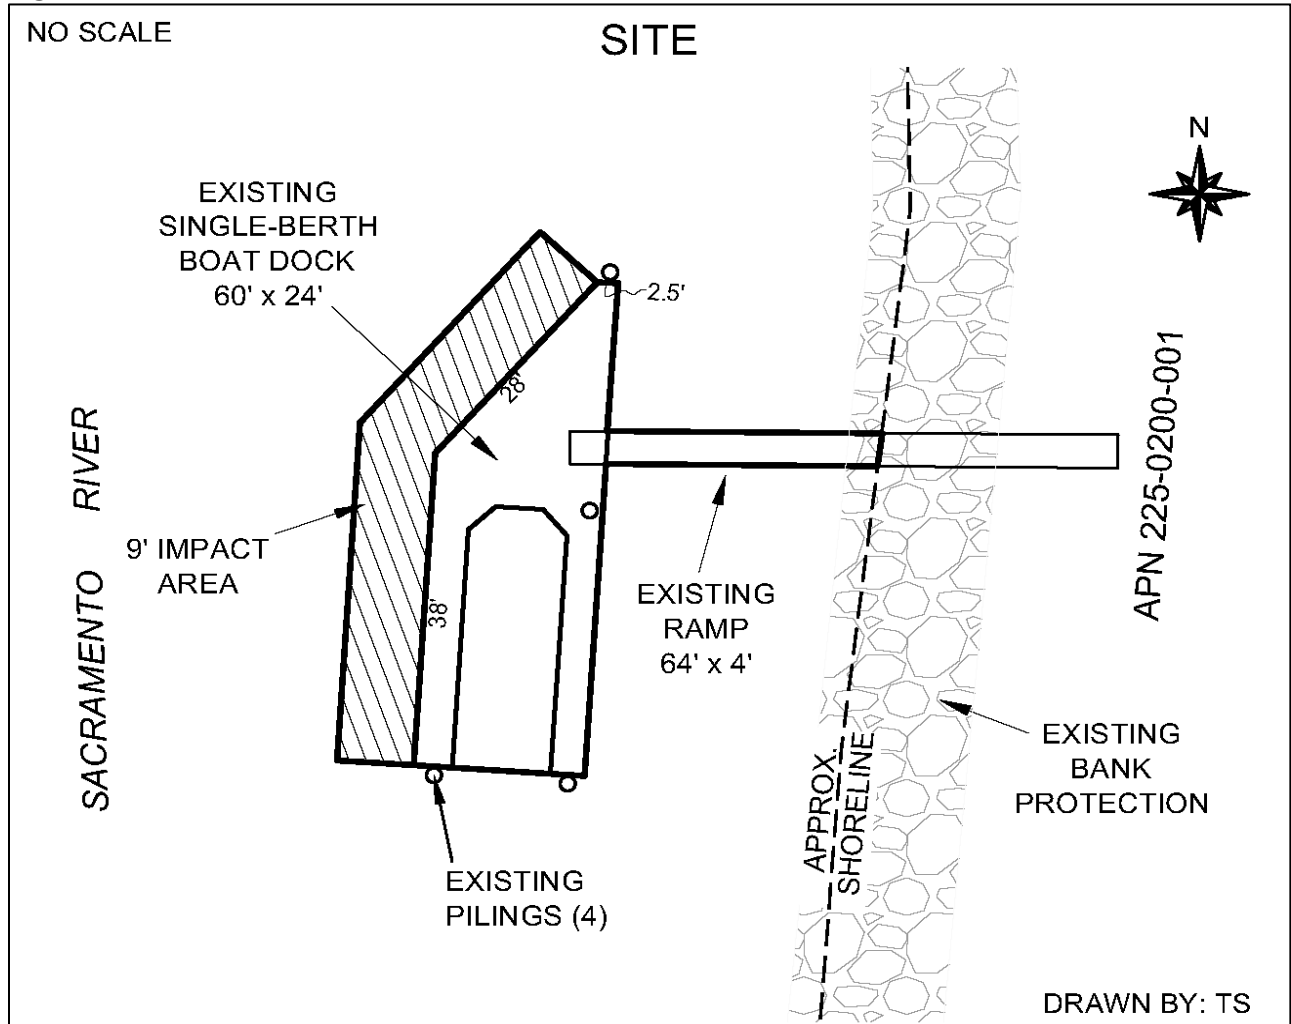 NO SCALE
SITE
N
EXISTING
SINGLE-BERTH
BOAT DOCK
60' x 24'
2.5'
28'
38'
SACRAMENTO RIVER
9' IMPACT
AREA
EXISTING
RAMP
64' x 4'
APN 225-0200-001
EXISTING
BANK
PROTECTION
APPROX.
SHORELINE
EXISTING
PILINGS (4)
DRAWN BY: TS